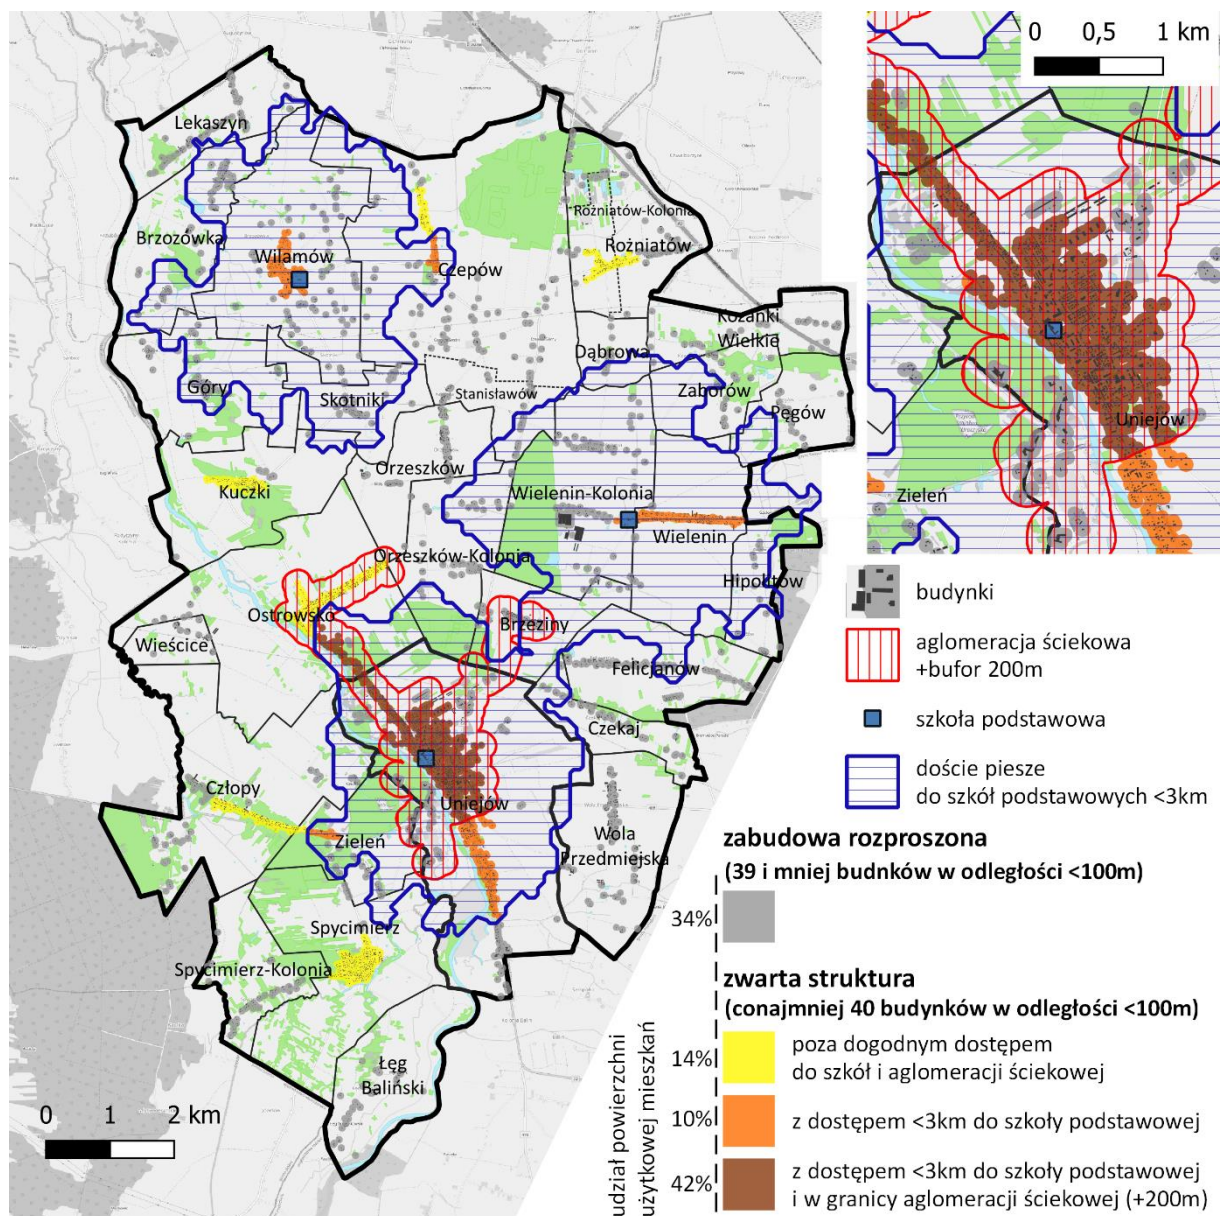 Lekaszyn
Brzozówka
Wilamów
Czepów
Różniatów-Kolonia
Rożniatów
Kozanki
Wielkie
Dąbrowa
Zaborów
Pęgów
Góry
Skotniki
Stanisławów
Orzeszków
Kuczki
Wielenin-Kolonia
Wielenin
Orzeszków-Kolonia
Hipolitów
Ostrowsko
Brzeziny
Wieścice
Felicjanów
Czekaj
Człopy
Uniejów
Zieleń
Wola
Przedmiejska
Spycimierz
Spycimierz-Kolonia
Łęg
Baliński
0 1 2 km
0 0,5 1 km
Uniejów
Zieleń
budynki
aglomeracja ściekowa
+bufor 200m
szkoła podstawowa
doście piesze
do szkół podstawowych <3km
zabudowa rozproszona
(39 i mniej budnków w odległości <100m)
34%
zwarta struktura
(conajmniej 40 budynków w odległości <100m)
14%
poza dogodnym dostępem
do szkół i aglomeracji ściekowej
10%
z dostępem <3km do szkoły podstawowej
42%
z dostępem <3km do szkoły podstawowej
i w granicy aglomeracji ściekowej (+200m)
udział powierzchni
użytkowej mieszkań